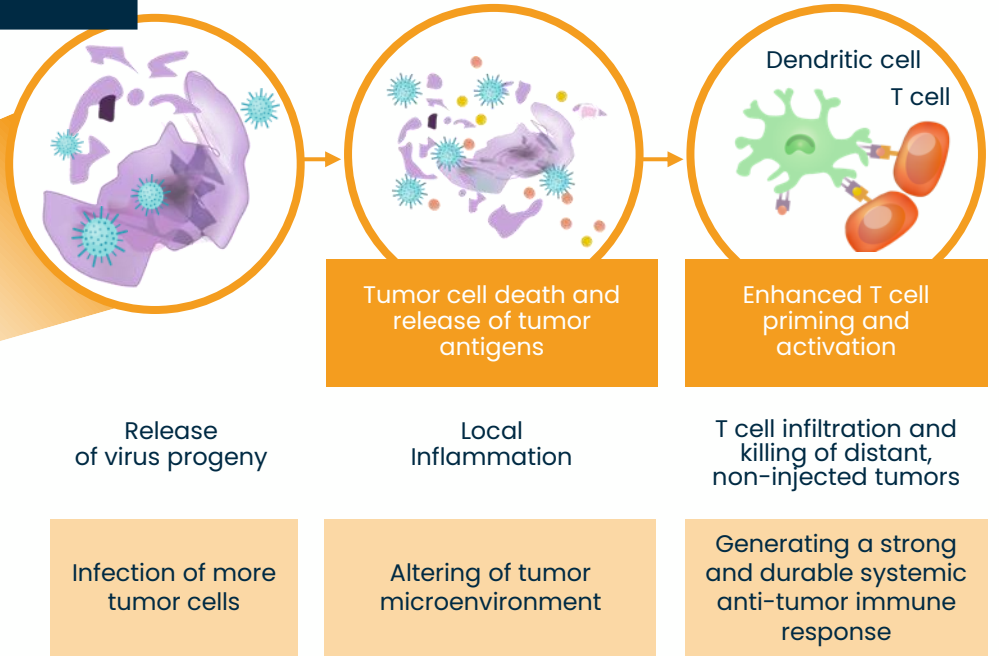 Dendritic cell
T cell
Tumor cell death and
release of tumor
antigens
Enhanced T cell
priming and
activation
Release
of virus progeny
Local
Inflammation
T cell infiltration and
killing of distant,
non-injected tumors
Infection of more
tumor cells
Altering of tumor
microenvironment
Generating a strong
and durable systemic
anti-tumor immune
response